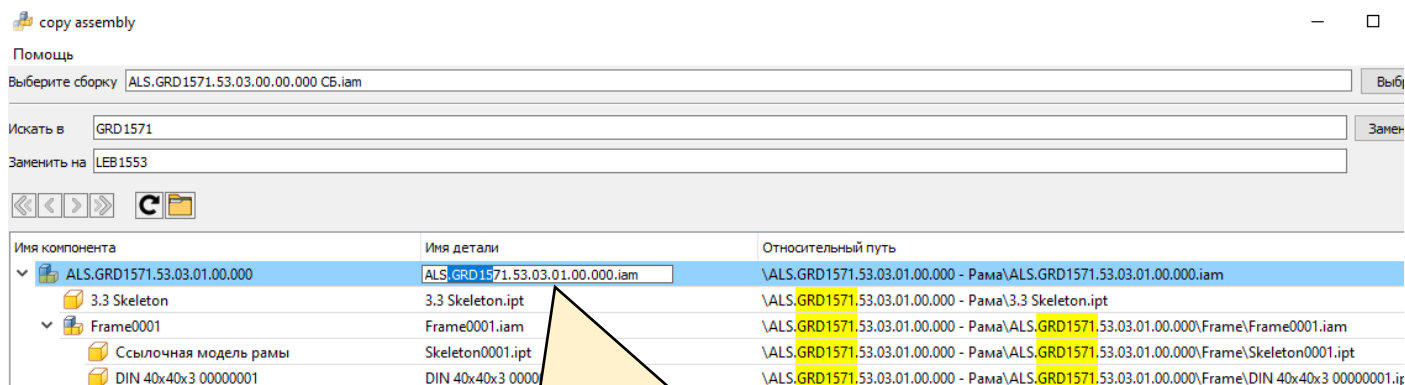 copy assembly
Помощь
Выберите сборку ALS.GRD1571.53.03.00.00.000 СБ.iam
Искать в GRD1571
Заменить на LEB1553
Имя компонента Имя детали Относительный путь
ALS.GRD1571.53.03.01.00.000 ALS.GRD1571.53.03.01.00.000.iam \ALS.GRD1571.53.03.01.00.000 - Рама\ALS.GRD1571.53.03.01.00.000.iam
3.3 Skeleton 3.3 Skeleton.ipt \ALS.GRD1571.53.03.01.00.000 - Рама\3.3 Skeleton.ipt
Frame0001 Frame0001.iam \ALS.GRD1571.53.03.01.00.000 - Рама\ALS.GRD1571.53.03.01.00.000\Frame\Frame0001.iam
Ссылочная модель рамы Skeleton0001.ipt \ALS.GRD1571.53.03.01.00.000 - Рама\ALS.GRD1571.53.03.01.00.000\Frame\Skeleton0001.ipt
DIN 40x40x3 00000001 DIN 40x40x3 0000 \ALS.GRD1571.53.03.01.00.000 - Рама\ALS.GRD1571.53.03.01.00.000\Frame\DIN 40x40x3 00000001.ip